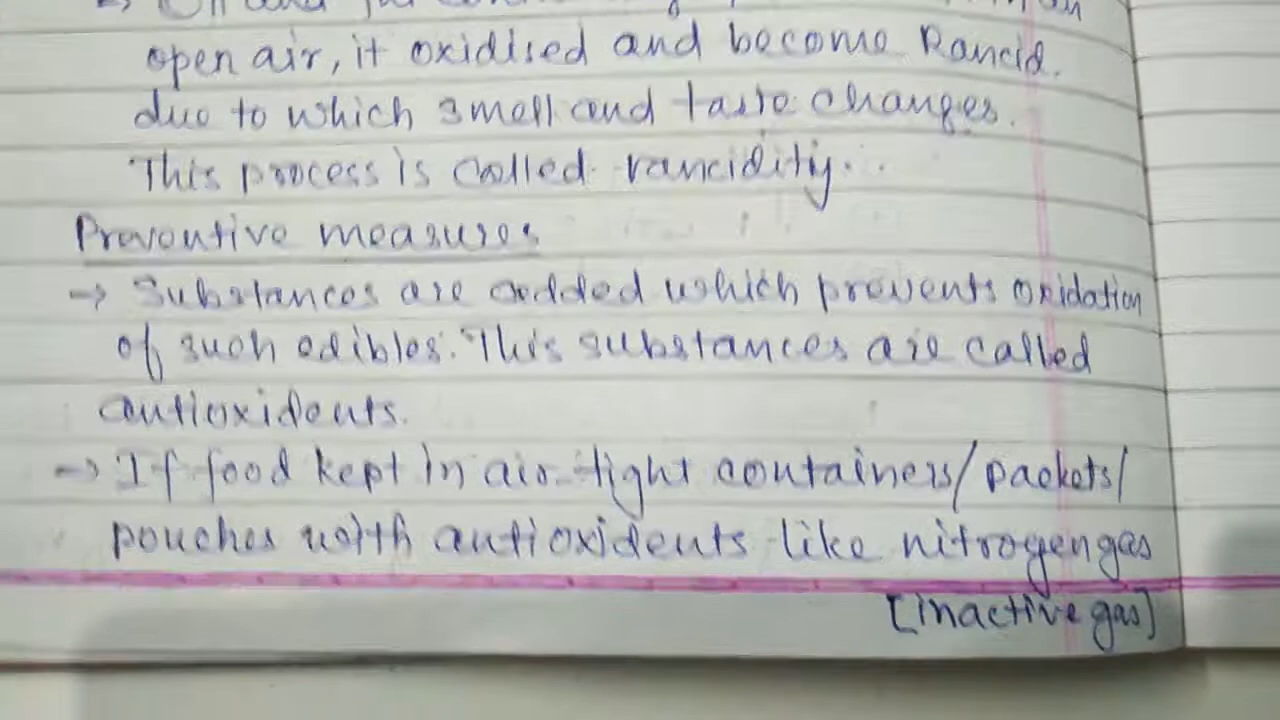 open air, it oxidised and become Rancid.
due to which smell and taste changes.
This process is called rancidity.
Preventive measures
→ Substances are added which prevents oxidation
of such edibles. This substances are called
antioxidents.
→ If food kept in air-tight containers/packets/
pouches with antioxidents like nitrogen gas
[inactive gas]